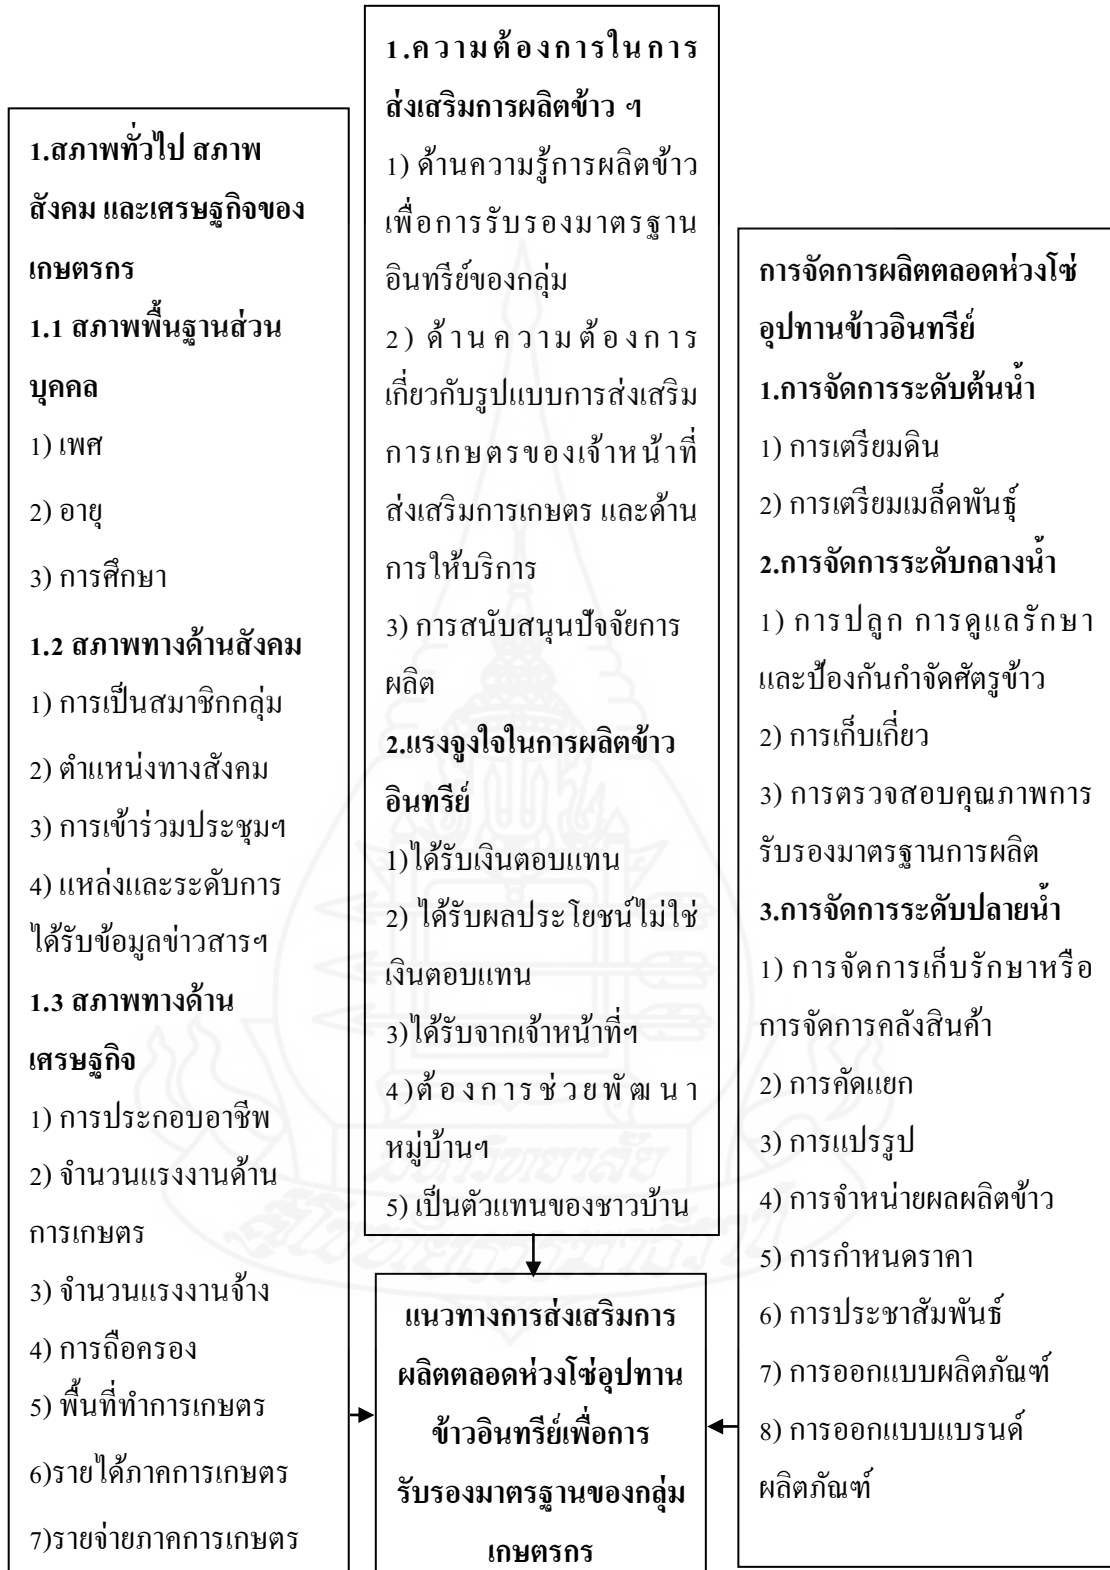 1.สภาพทั่วไป สภาพ
สังคม และเศรษฐกิจของ
เกษตรกร
1.1 สภาพพื้นฐานส่วน
บุคคล
1) เพศ
2) อายุ
3) การศึกษา
1.2 สภาพทางด้านสังคม
1) การเป็นสมาชิกกลุ่ม
2) ตำแหน่งทางสังคม
3) การเข้าร่วมประชุมฯ
4) แหล่งและระดับการ
ได้รับข้อมูลข่าวสารฯ
1.3 สภาพทางด้าน
เศรษฐกิจ
1) การประกอบอาชีพ
2) จำนวนแรงงานด้าน
การเกษตร
3) จำนวนแรงงานจ้าง
4) การถือครอง
5) พื้นที่ทำการเกษตร
6)รายได้ภาคการเกษตร
7)รายจ่ายภาคการเกษตร
1.ความต้องการในการ
ส่งเสริมการผลิตข้าว ฯ
1) ด้านความรู้การผลิตข้าว
เพื่อการรับรองมาตรฐาน
อินทรีย์ของกลุ่ม
2) ด้านความต้องการ
เกี่ยวกับรูปแบบการส่งเสริม
การเกษตรของเจ้าหน้าที่
ส่งเสริมการเกษตร และด้าน
การให้บริการ
3) การสนับสนุนปัจจัยการ
ผลิต
2.แรงจูงใจในการผลิตข้าว
อินทรีย์
1)ได้รับเงินตอบแทน
2) ได้รับผลประโยชน์ไม่ใช่
เงินตอบแทน
3)ได้รับจากเจ้าหน้าที่ฯ
4)ต้องการช่วยพัฒนา
หมู่บ้านฯ
5) เป็นตัวแทนของชาวบ้าน
แนวทางการส่งเสริมการ
ผลิตตลอดห่วงโซ่อุปทาน
ข้าวอินทรีย์เพื่อการ
รับรองมาตรฐานของกลุ่ม
เกษตรกร
การจัดการผลิตตลอดห่วงโซ่
อุปทานข้าวอินทรีย์
1.การจัดการระดับต้นน้ำ
1) การเตรียมดิน
2) การเตรียมเมล็ดพันธุ์
2.การจัดการระดับกลางน้ำ
1) การปลูก การดูแลรักษา
และป้องกันกำจัดศัตรูข้าว
2) การเก็บเกี่ยว
3) การตรวจสอบคุณภาพการ
รับรองมาตรฐานการผลิต
3.การจัดการระดับปลายน้ำ
1) การจัดการเก็บรักษาหรือ
การจัดการคลังสินค้า
2) การคัดแยก
3) การแปรรูป
4) การจำหน่ายผลผลิตข้าว
5) การกำหนดราคา
6) การประชาสัมพันธ์
7) การออกแบบผลิตภัณฑ์
8) การออกแบบแบรนด์
ผลิตภัณฑ์
มหาวิทยาลัย
สุโขทัยธรรมาธิราช